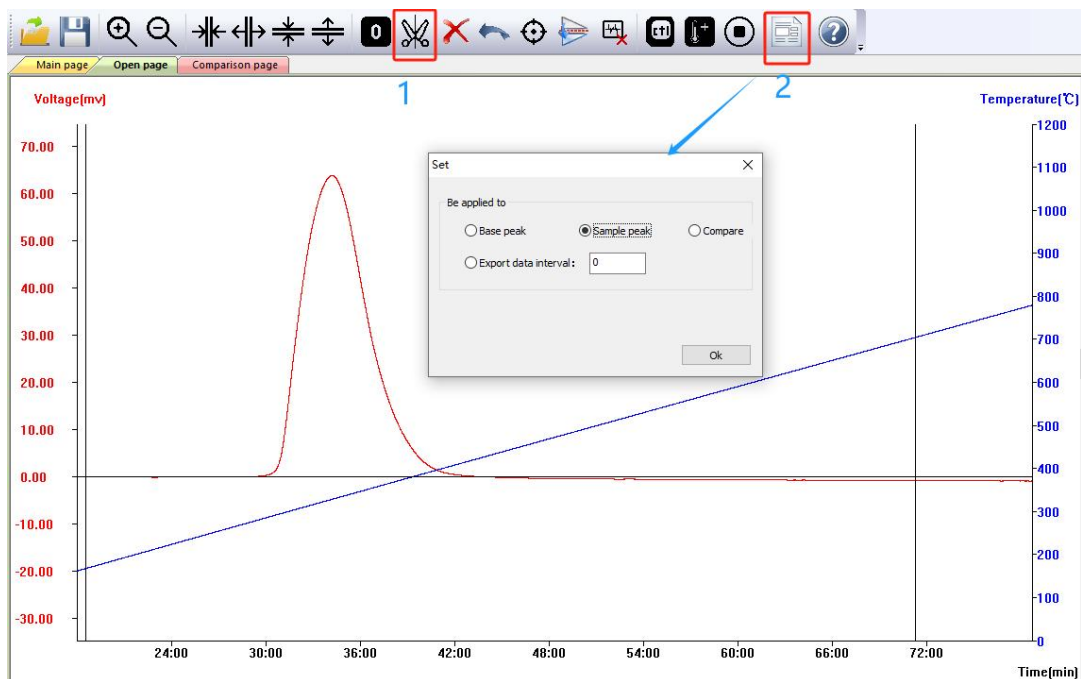 0
ctl
?
Main page
Open page
Comparison page
1
2
Voltage(mv)
Temperature(℃)
70.00
60.00
50.00
40.00
30.00
20.00
10.00
0.00
-10.00
-20.00
-30.00
1200
1100
1000
900
800
700
600
500
400
300
200
100
0
Set
Be applied to
Base peak
Sample peak
Compare
Export data interval:
0
Ok
24:00
30:00
36:00
42:00
48:00
54:00
60:00
66:00
72:00
Time(min)